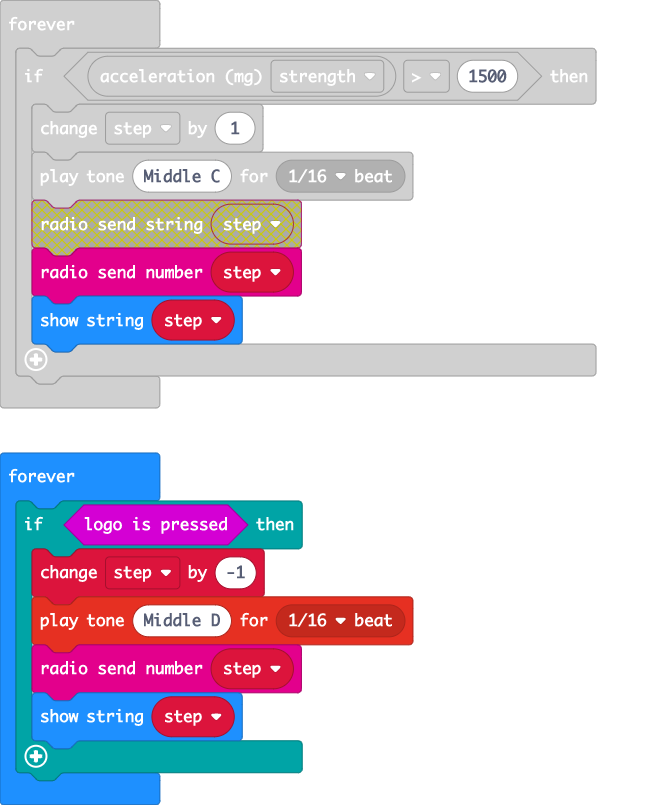 forever
if acceleration (mg) strength > 1500 then
change step by 1
play tone Middle C for 1/16 beat
radio send string step
radio send number step
show string step
forever
if logo is pressed then
change step by -1
play tone Middle D for 1/16 beat
radio send number step
show string step